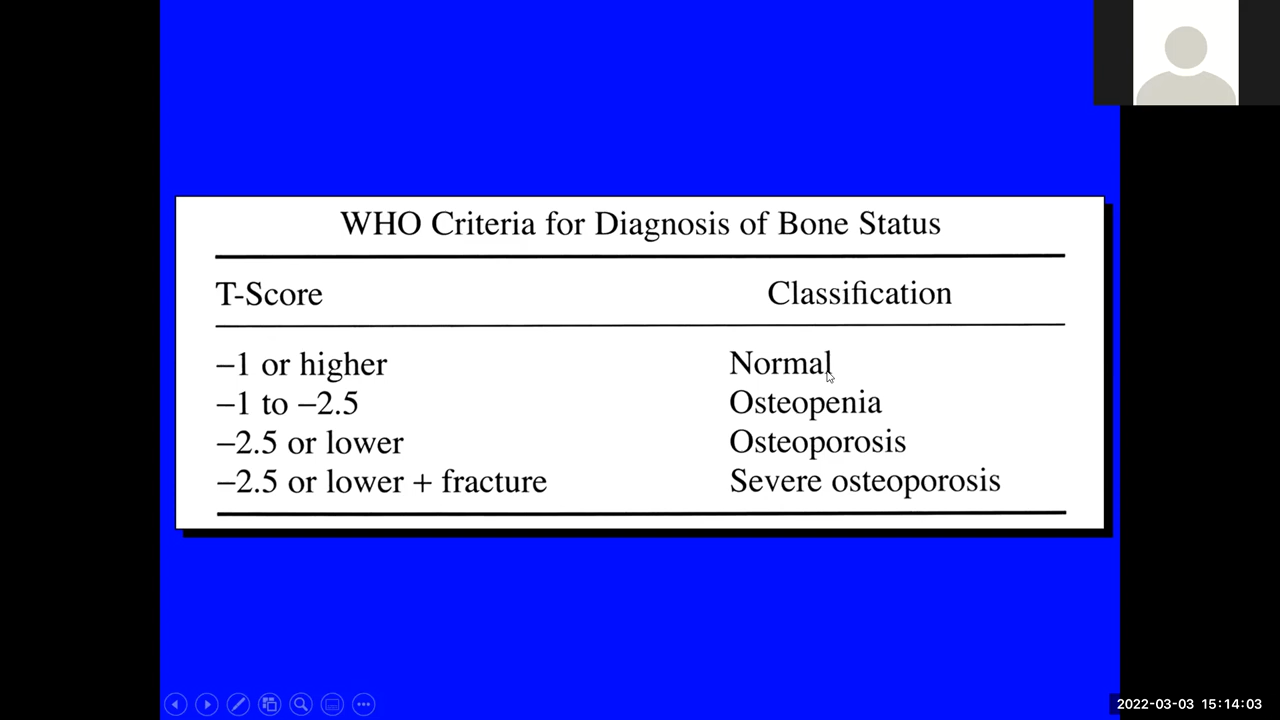 WHO Criteria for Diagnosis of Bone Status
T-Score Classification
−1 or higher Normal
−1 to −2.5 Osteopenia
−2.5 or lower Osteoporosis
−2.5 or lower + fracture Severe osteoporosis
2022-03-03 15:14:03